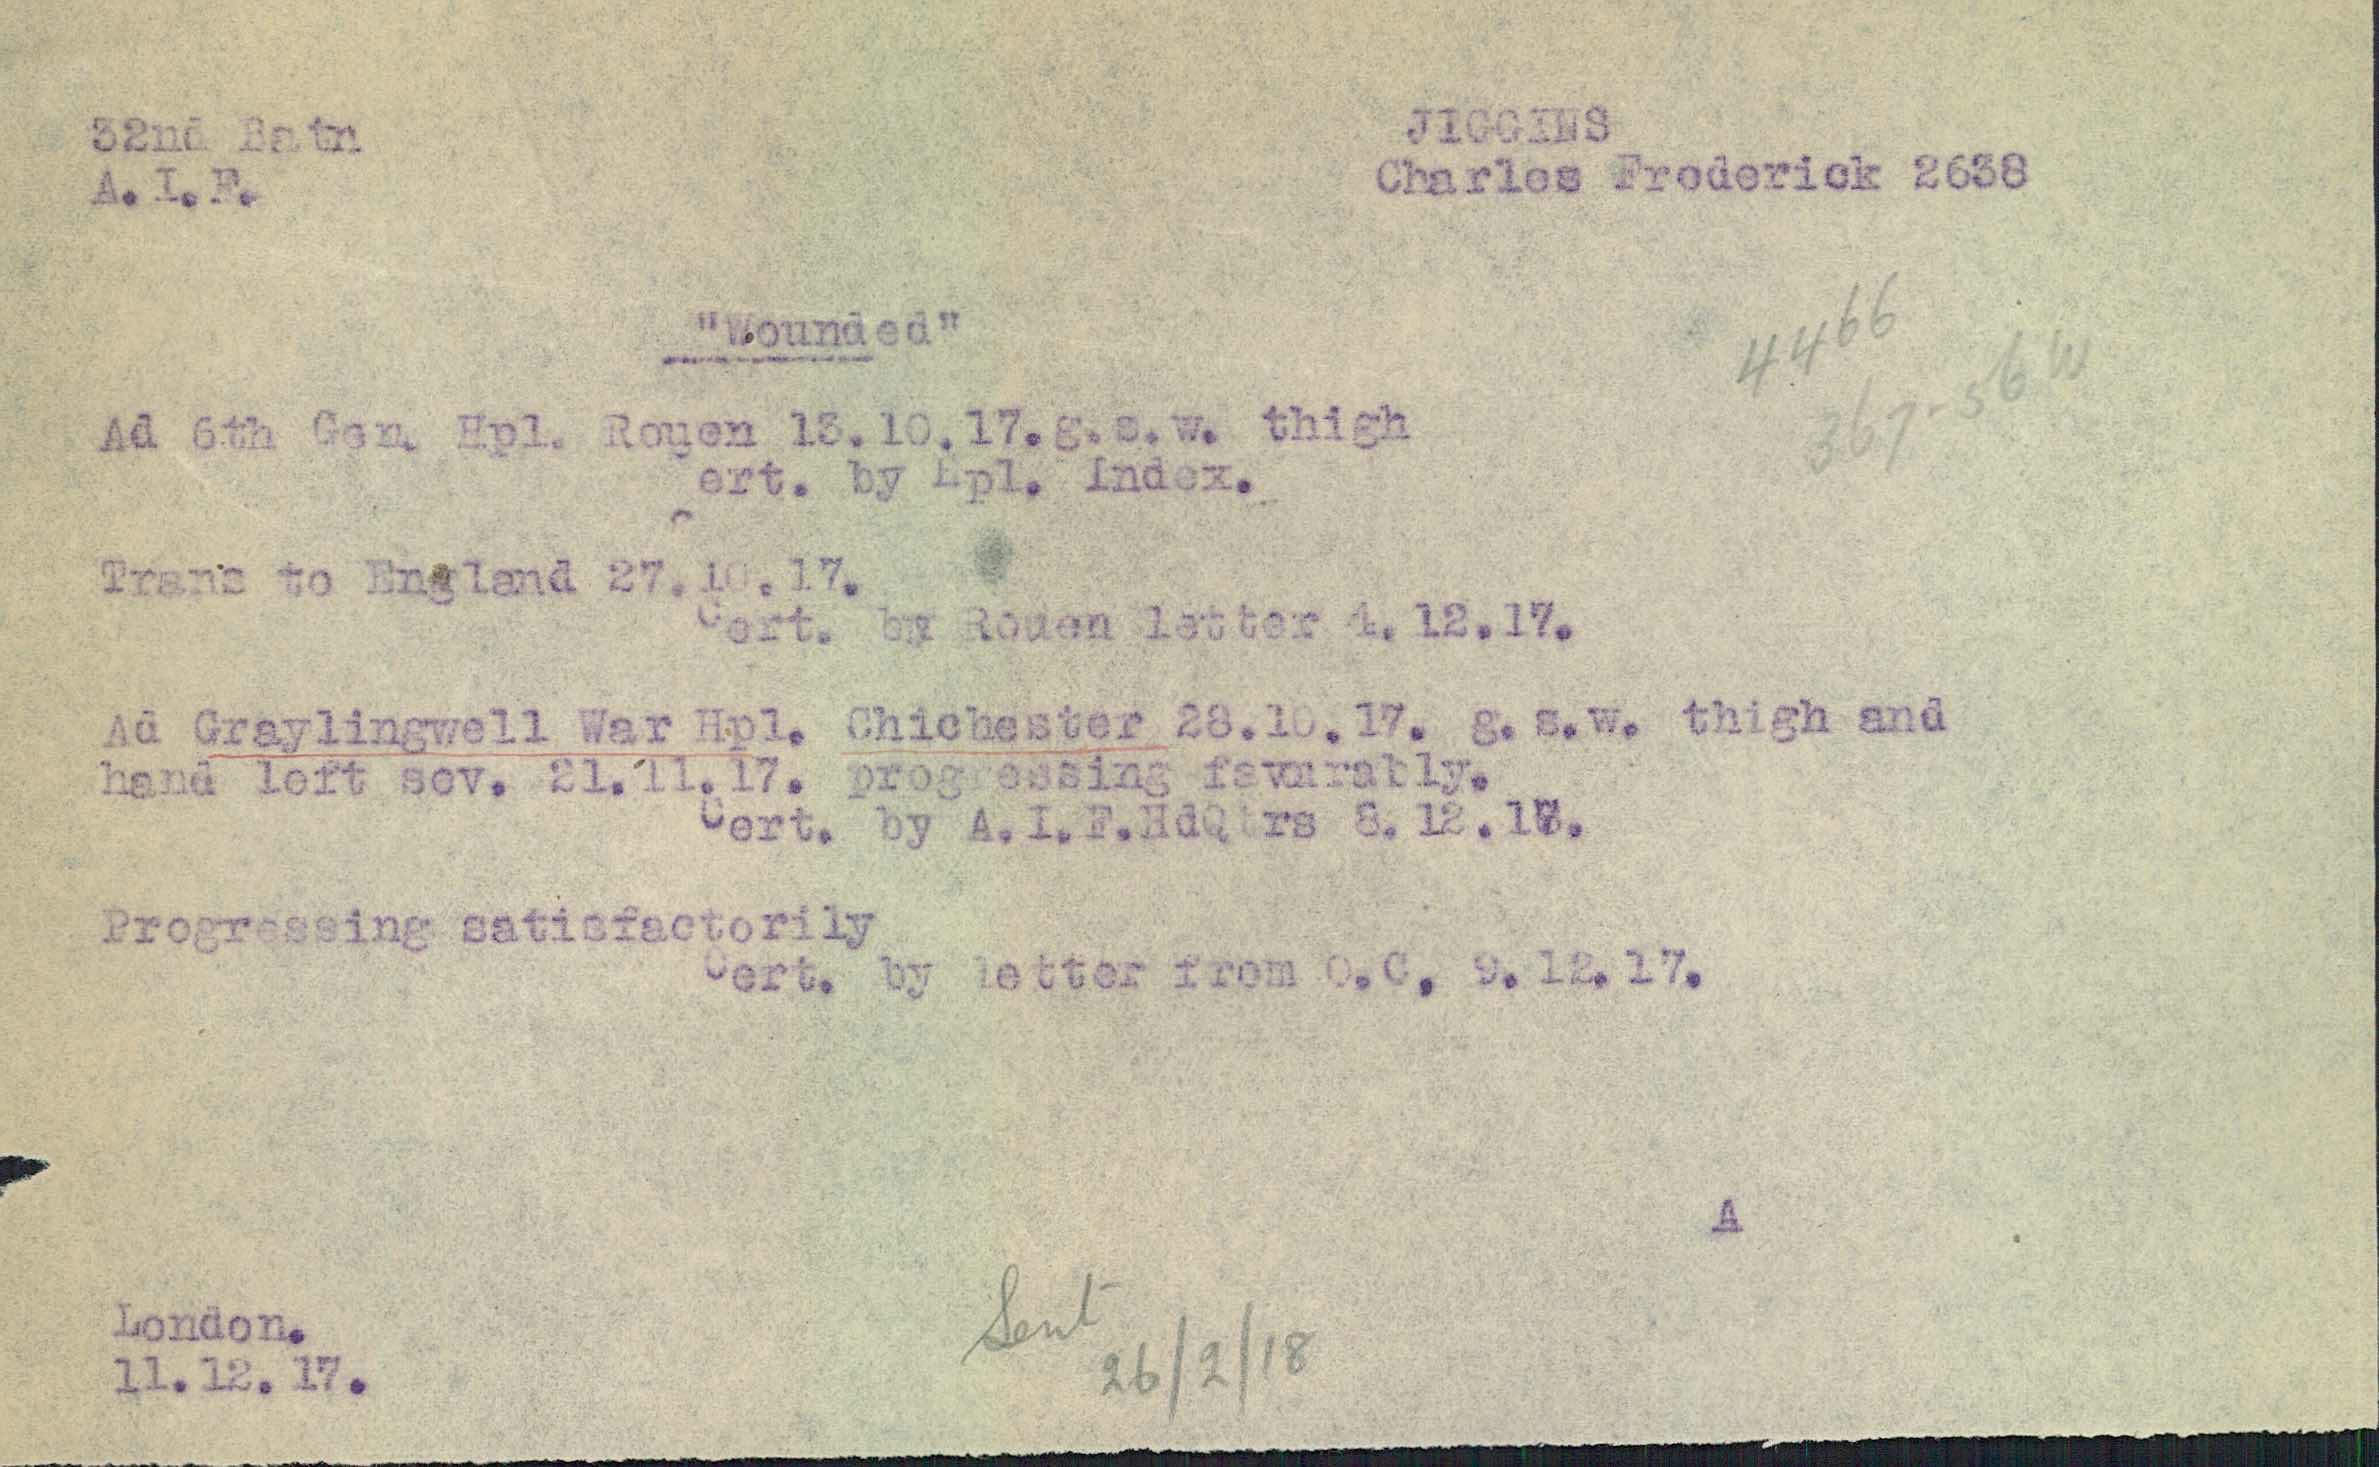 32nd Batn
A.I.F.
JIGGINS
Charles Frederick 2638
"Wounded"
4466
367-56 W
Ad 6th Gen. Hpl. Rouen 13.10.17. g.s.w. thigh
Cert. by Hpl. Index.
Trans to England 27.10.17.
Cert. by Rouen letter 4.12.17.
Ad Graylingwell War Hpl. Chichester 28.10.17. g.s.w. thigh and
hand left sev. 21.11.17. progressing favurably.
Cert. by A.I.F.HdQtrs 8.12.17.
Progressing satisfactorily
Cert. by letter from O.C, 9.12.17.
A
London.
11.12.17.
Sent
26/2/18